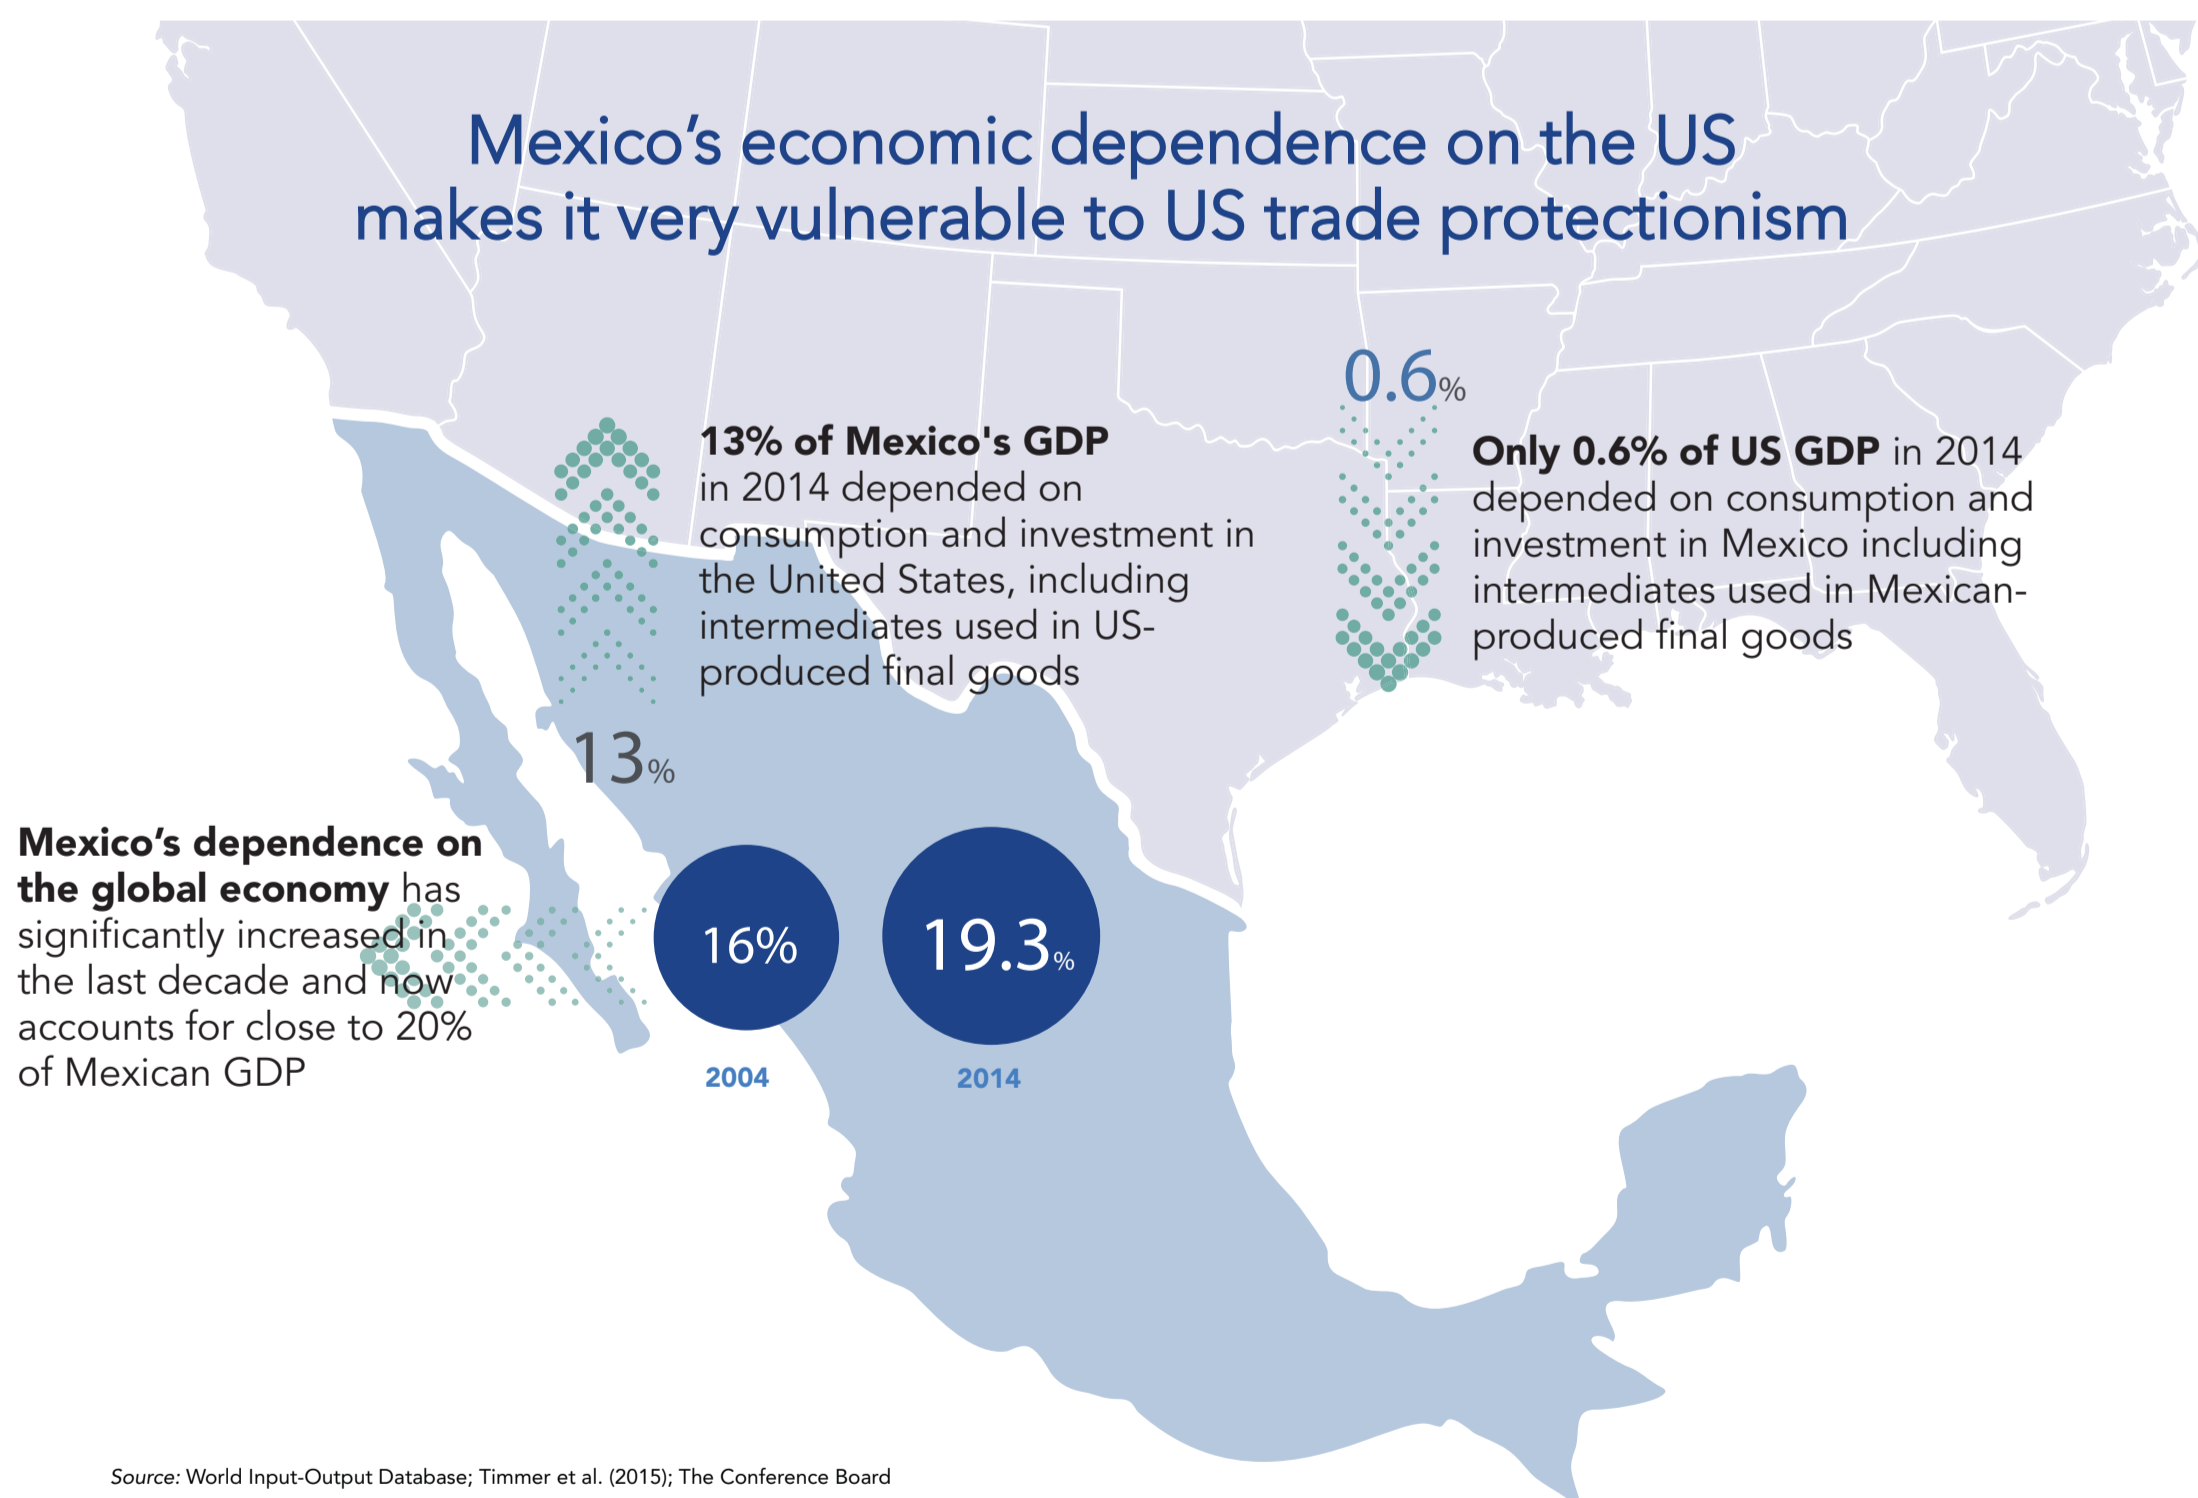 Mexico’s economic dependence on the US
makes it very vulnerable to US trade protectionism
0.6%
13% of Mexico's GDP
in 2014 depended on
consumption and investment in
the United States, including
intermediates used in US-
produced final goods
Only 0.6% of US GDP in 2014
depended on consumption and
investment in Mexico including
intermediates used in Mexican-
produced final goods
13%
Mexico’s dependence on
the global economy has
significantly increased in
the last decade and now
accounts for close to 20%
of Mexican GDP
16%
19.3%
2004
2014
Source: World Input-Output Database; Timmer et al. (2015); The Conference Board